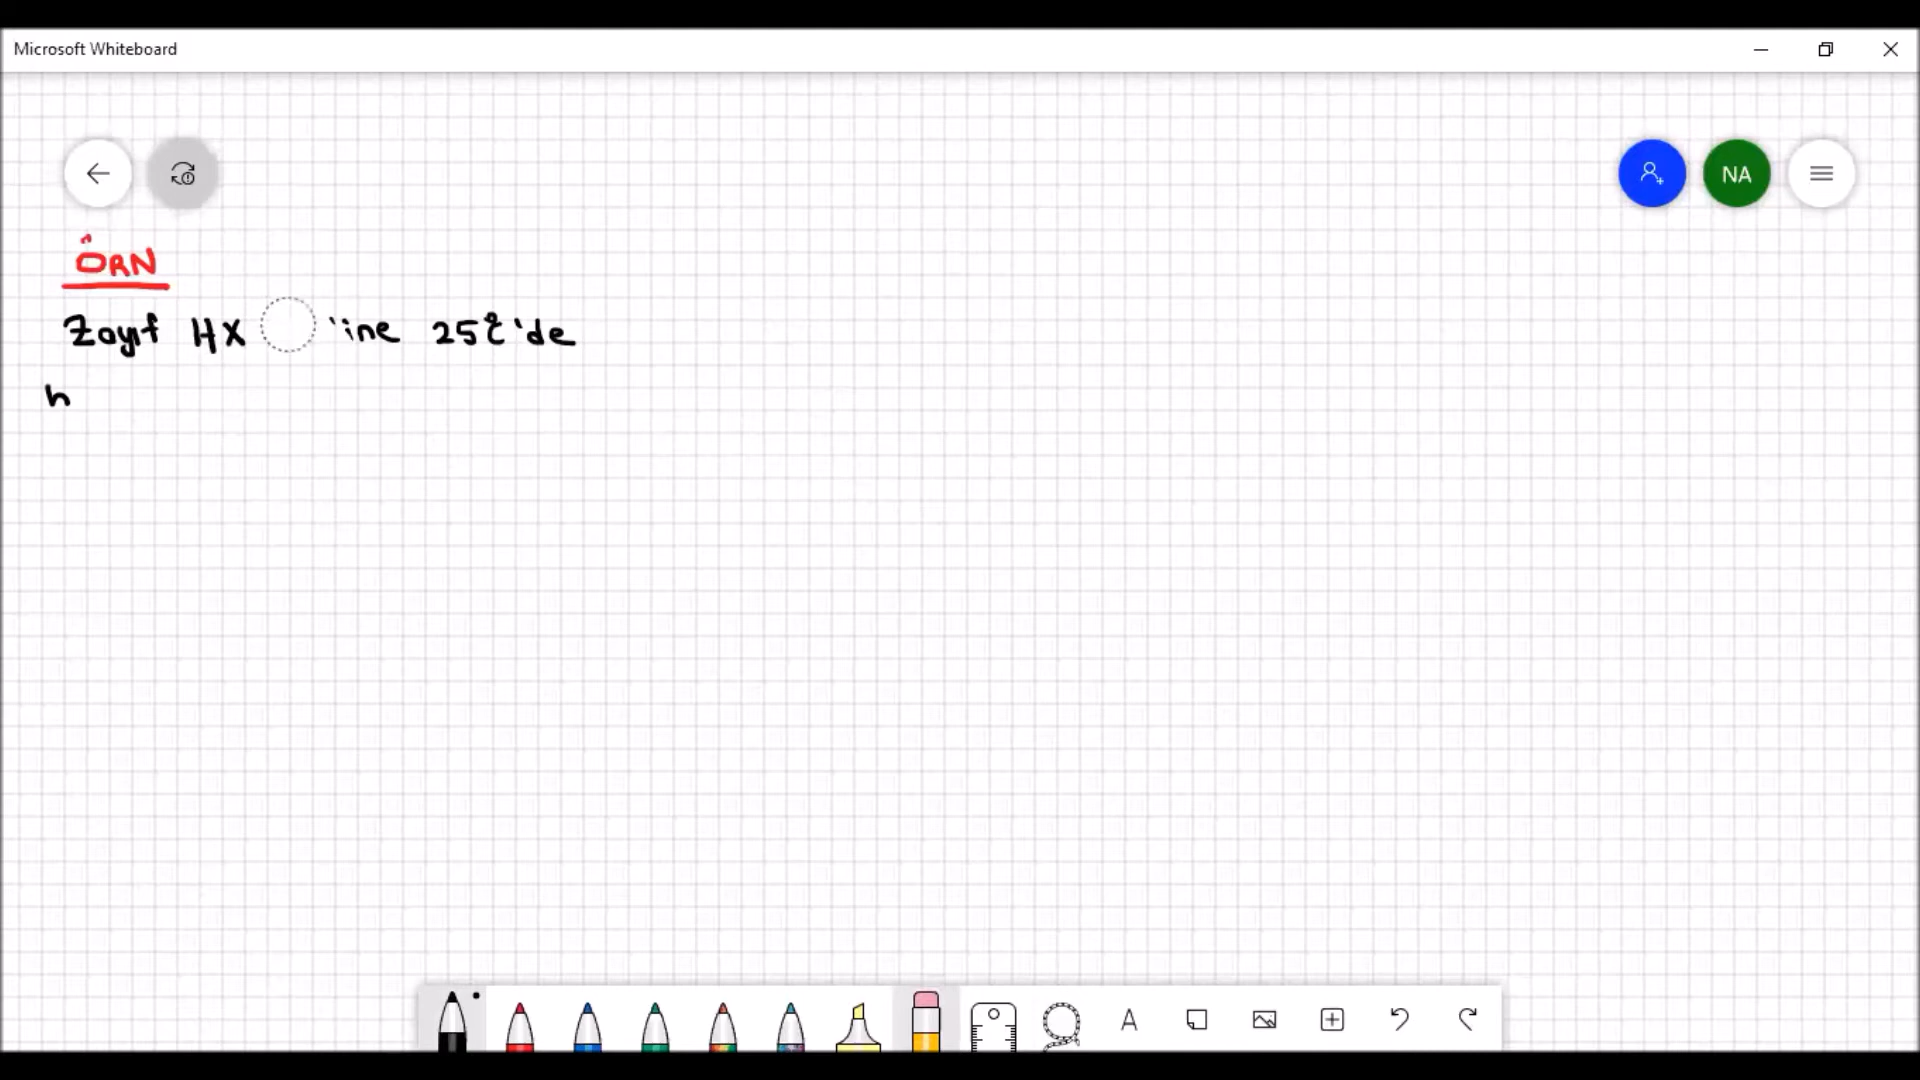 Microsoft Whiteboard
NA
ÖRN
Zayıf HX 'ine 25°C'de
h
A